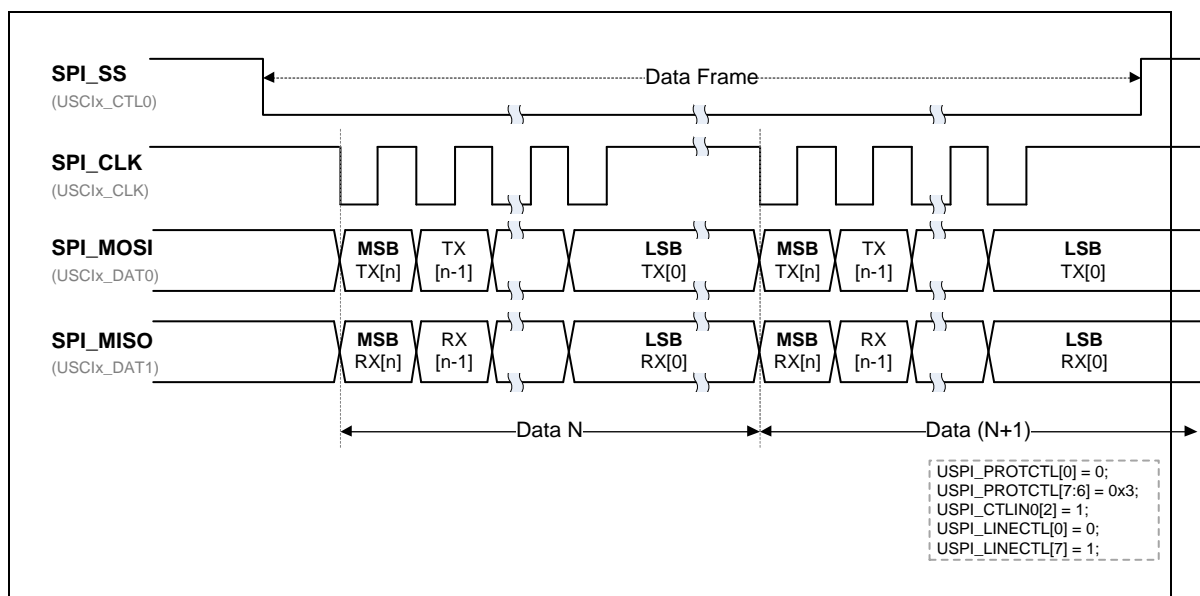 SPI_SS
(USCIx_CTL0)
Data Frame
SPI_CLK
(USCIx_CLK)
SPI_MOSI
(USCIx_DAT0)
MSB
TX[n]
TX
[n-1]
LSB
TX[0]
MSB
TX[n]
TX
[n-1]
LSB
TX[0]
SPI_MISO
(USCIx_DAT1)
MSB
RX[n]
RX
[n-1]
LSB
RX[0]
MSB
RX[n]
RX
[n-1]
LSB
RX[0]
Data N
Data (N+1)
USPI_PROTCTL[0] = 0;
USPI_PROTCTL[7:6] = 0x3;
USPI_CTLIN0[2] = 1;
USPI_LINECTL[0] = 0;
USPI_LINECTL[7] = 1;